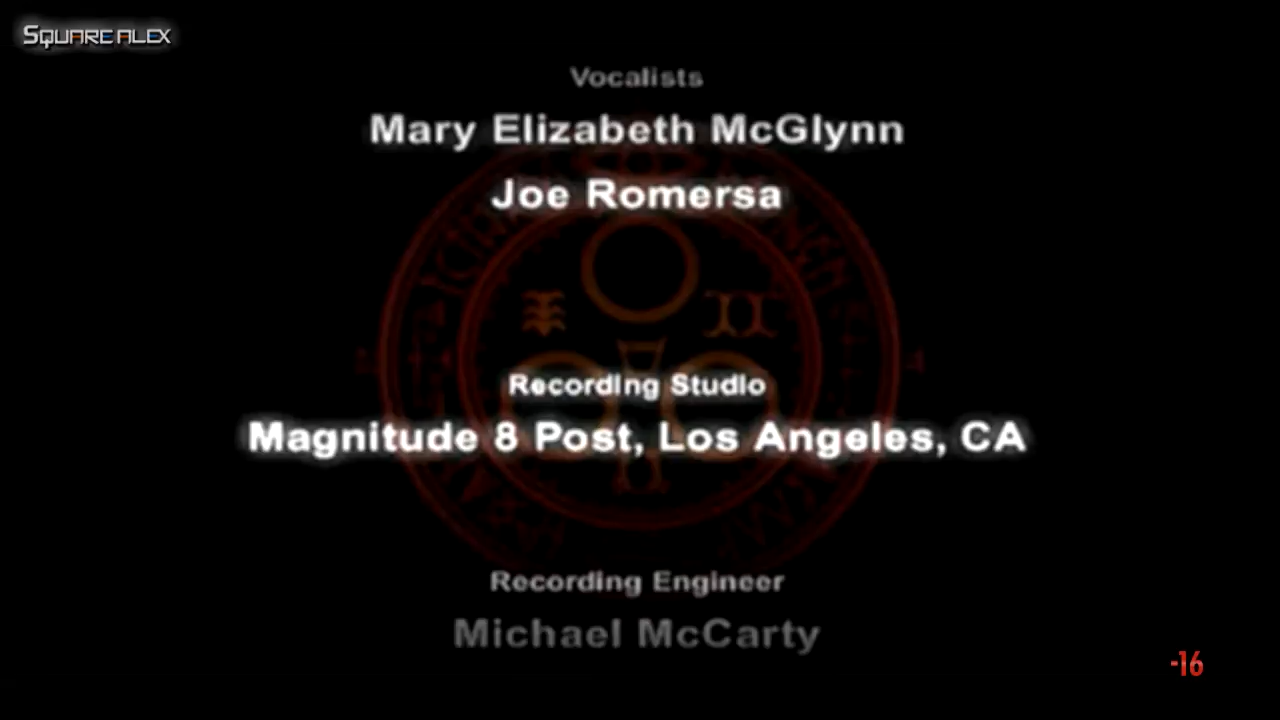 SQUARE ALEX
Vocalists
Mary Elizabeth McGlynn
Joe Romersa
Recording Studio
Magnitude 8 Post, Los Angeles, CA
Recording Engineer
Michael McCarty
-16